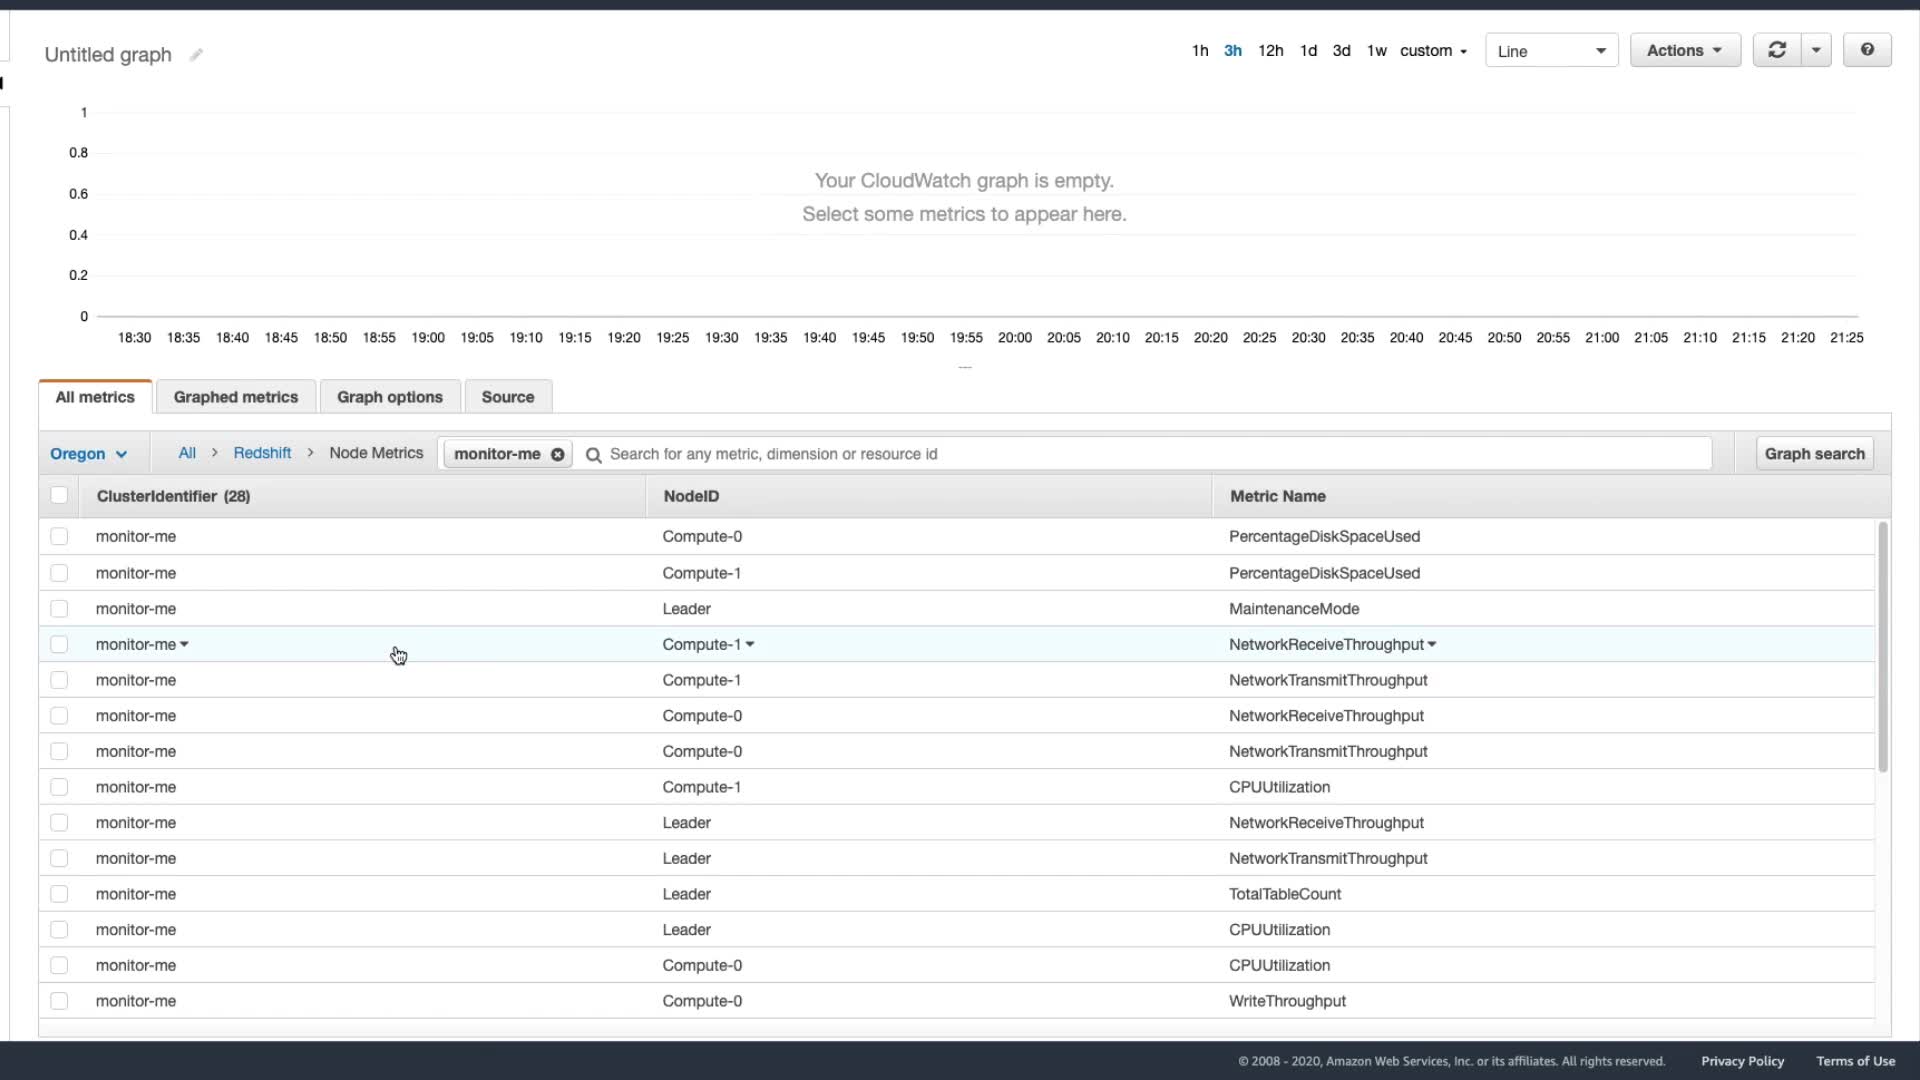 Untitled graph
1h 3h 12h 1d 3d 1w custom Line Actions
1
0.8
0.6
0.4
0.2
0
Your CloudWatch graph is empty.
Select some metrics to appear here.
18:30 18:35 18:40 18:45 18:50 18:55 19:00 19:05 19:10 19:15 19:20 19:25 19:30 19:35 19:40 19:45 19:50 19:55 20:00 20:05 20:10 20:15 20:20 20:25 20:30 20:35 20:40 20:45 20:50 20:55 21:00 21:05 21:10 21:15 21:20 21:25
All metrics Graphed metrics Graph options Source
Oregon All > Redshift > Node Metrics monitor-me Search for any metric, dimension or resource id Graph search
ClusterIdentifier (28) NodeID Metric Name
monitor-me Compute-0 PercentageDiskSpaceUsed
monitor-me Compute-1 PercentageDiskSpaceUsed
monitor-me Leader MaintenanceMode
monitor-me Compute-1 NetworkReceiveThroughput
monitor-me Compute-1 NetworkTransmitThroughput
monitor-me Compute-0 NetworkReceiveThroughput
monitor-me Compute-0 NetworkTransmitThroughput
monitor-me Compute-1 CPUUtilization
monitor-me Leader NetworkReceiveThroughput
monitor-me Leader NetworkTransmitThroughput
monitor-me Leader TotalTableCount
monitor-me Leader CPUUtilization
monitor-me Compute-0 CPUUtilization
monitor-me Compute-0 WriteThroughput
© 2008 - 2020, Amazon Web Services, Inc. or its affiliates. All rights reserved. Privacy Policy Terms of Use